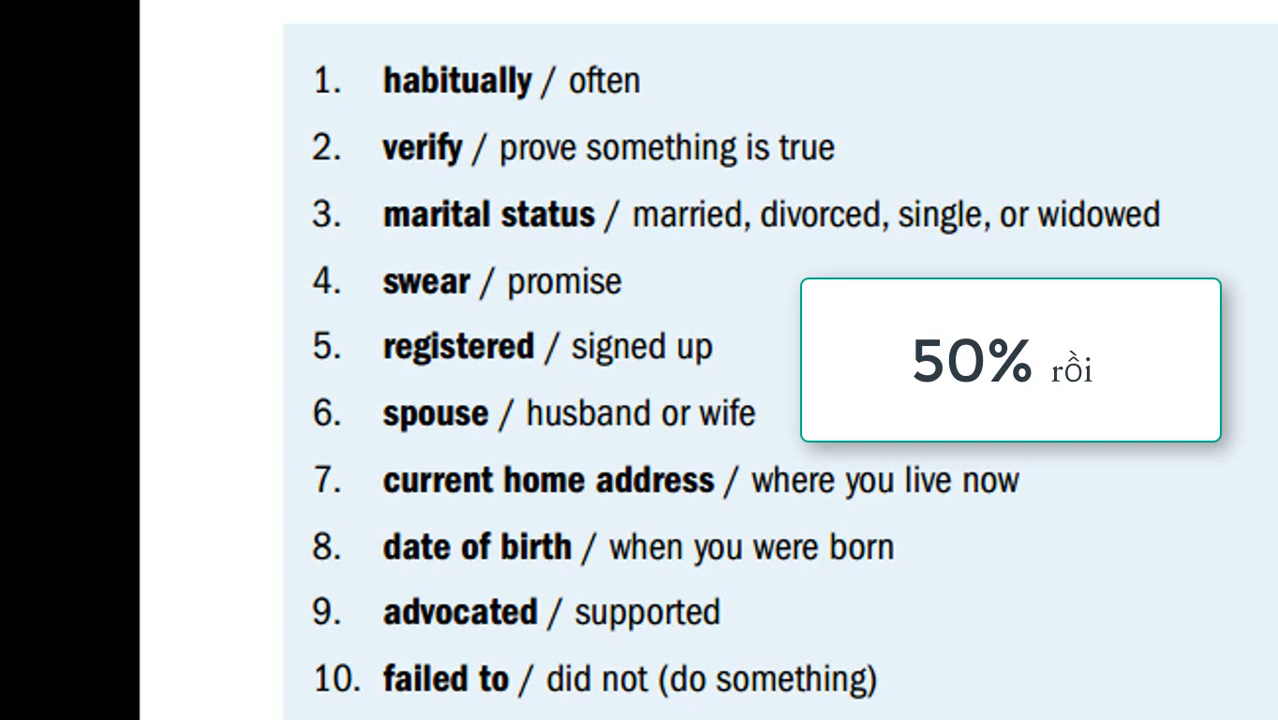 1. habitually / often
2. verify / prove something is true
3. marital status / married, divorced, single, or widowed
4. swear / promise
5. registered / signed up
50% rồi
6. spouse / husband or wife
7. current home address / where you live now
8. date of birth / when you were born
9. advocated / supported
10. failed to / did not (do something)